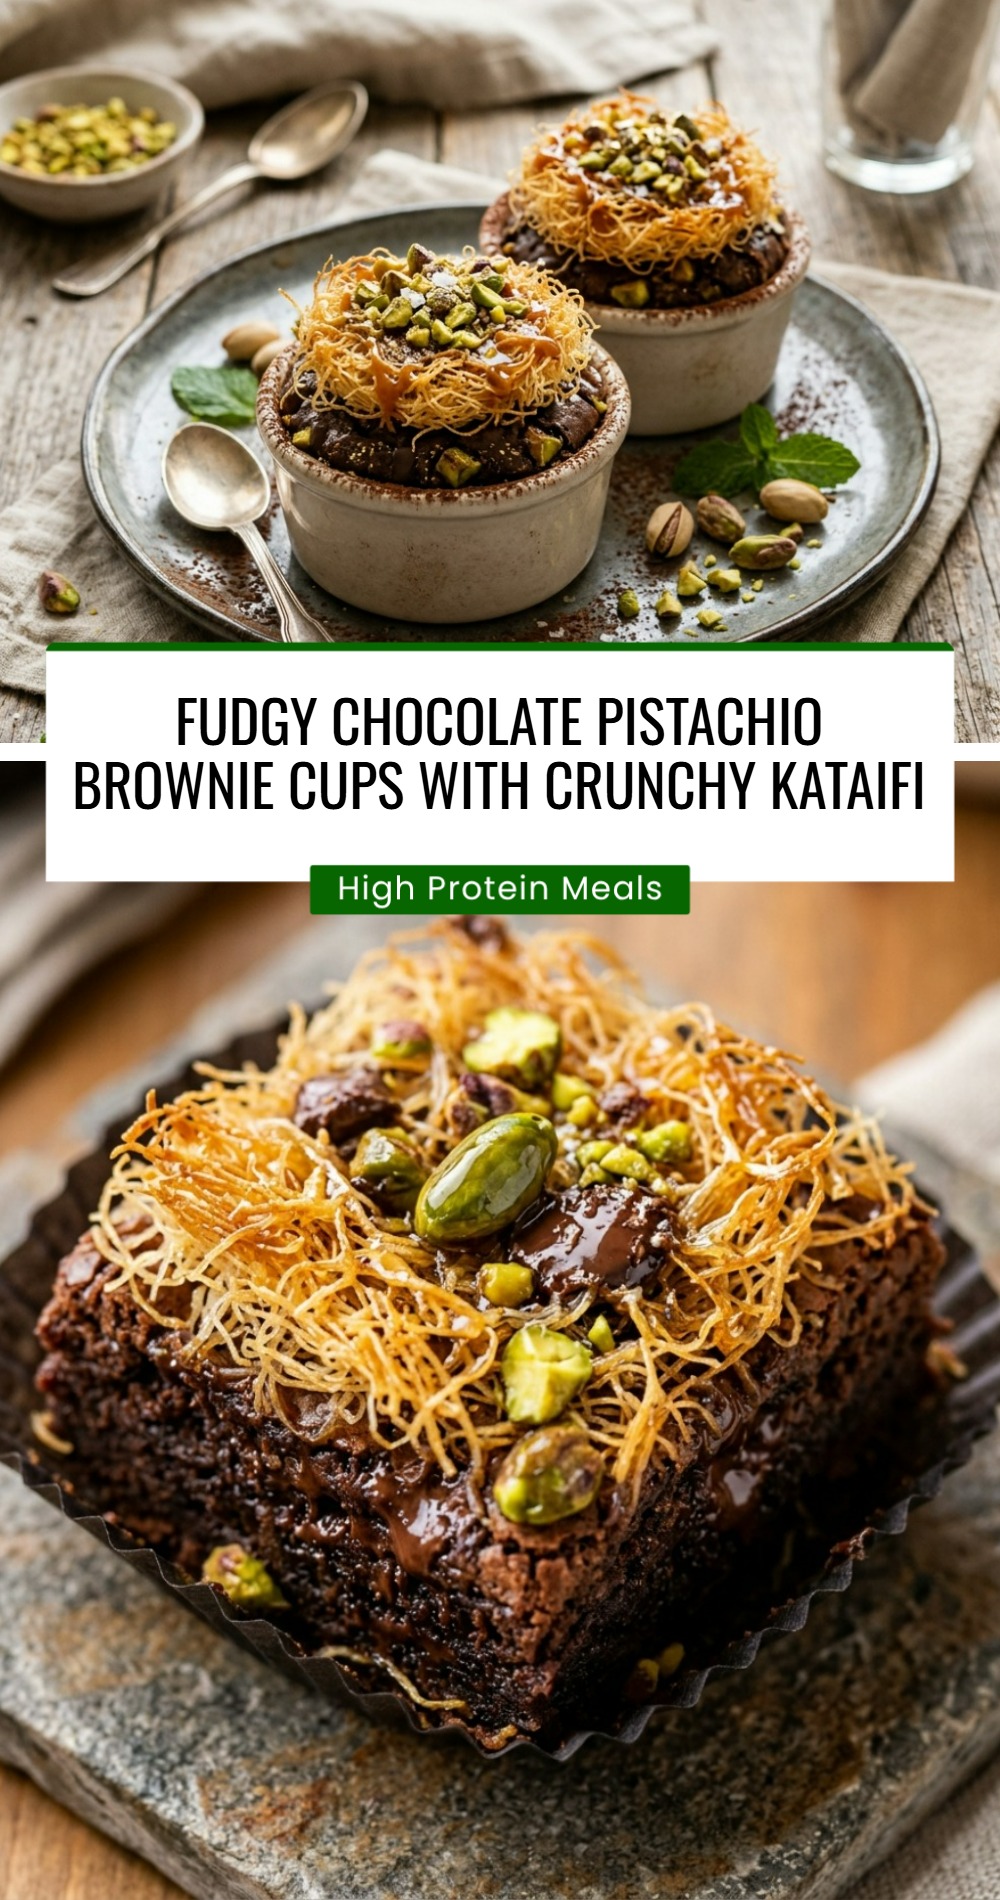 FUDGY CHOCOLATE PISTACHIO
BROWNIE CUPS WITH CRUNCHY KATAIFI
High Protein Meals